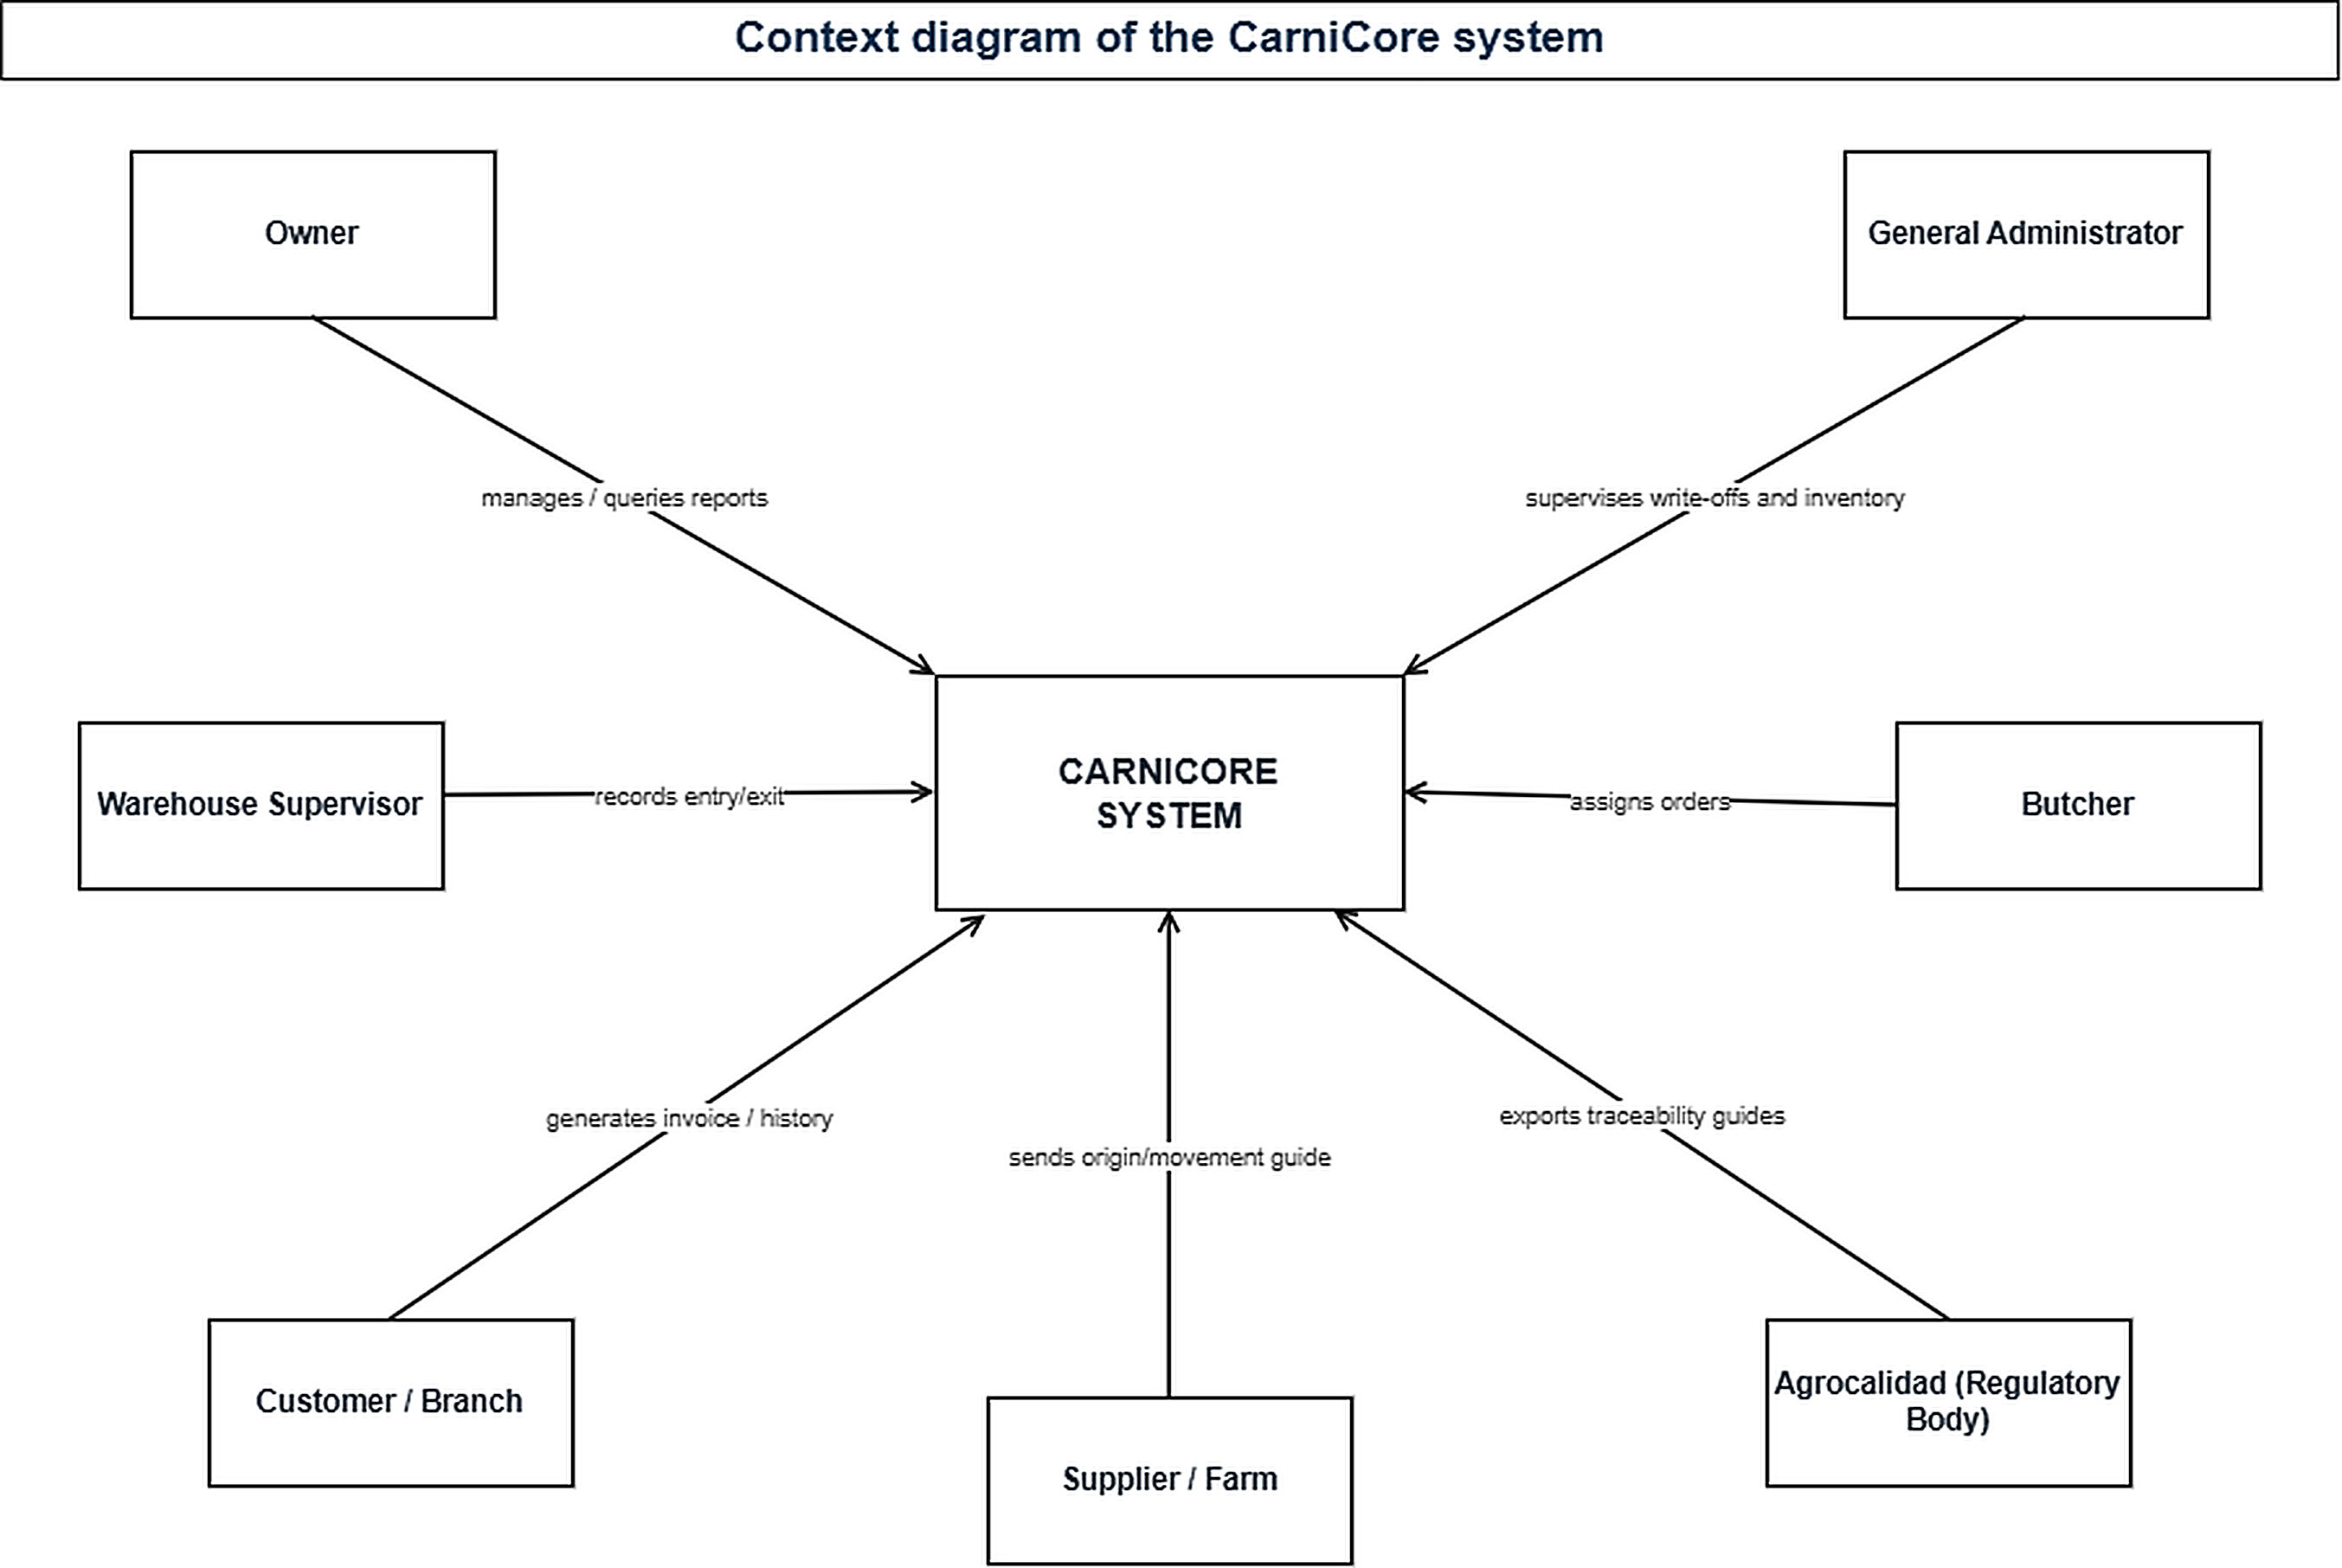 Context diagram of the CarniCore system
Owner
General Administrator
manages / queries reports
supervises write-offs and inventory
Warehouse Supervisor
records entry/exit
CARNICORE
SYSTEM
assigns orders
Butcher
generates invoice / history
sends origin/movement guide
exports traceability guides
Customer / Branch
Supplier / Farm
Agrocalidad (Regulatory
Body)